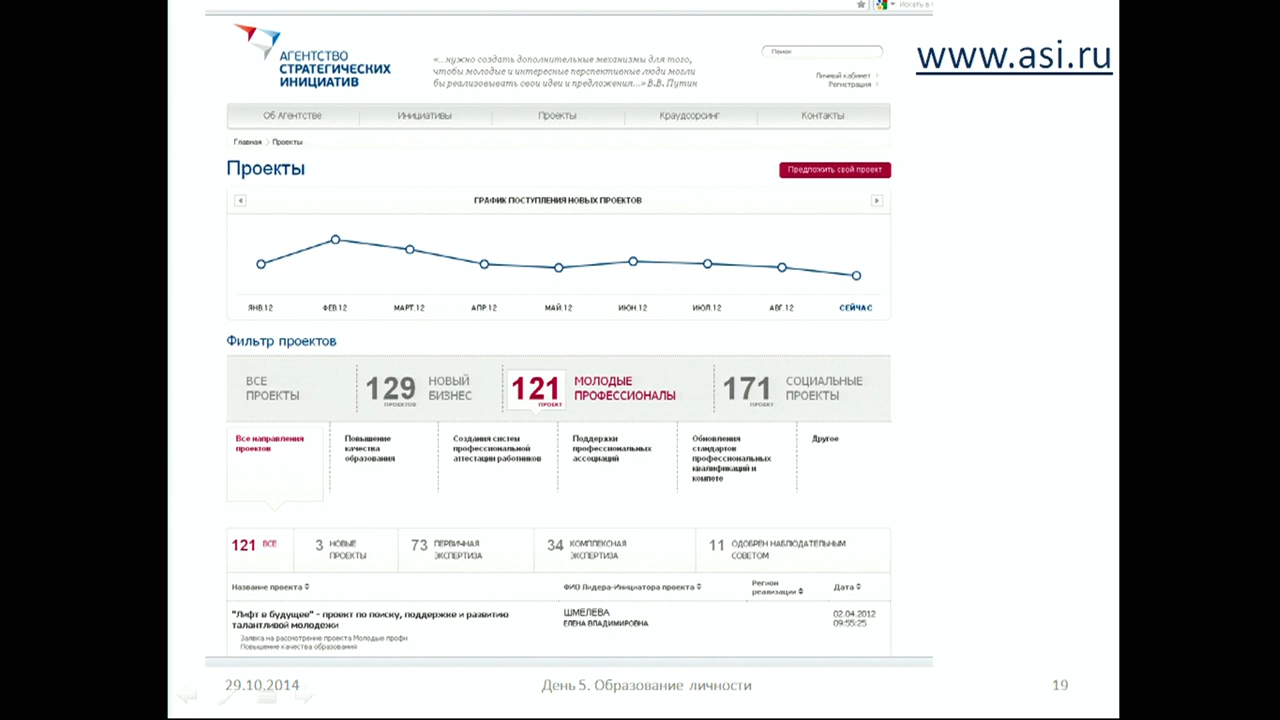 Искать в
www.asi.ru
АГЕНТСТВО
СТРАТЕГИЧЕСКИХ
ИНИЦИАТИВ
«...нужно создать дополнительные механизмы для того,
чтобы молодые и интересные перспективные люди могли
бы реализовывать свои идеи и предложения...» В.В. Путин
Поиск
Личный кабинет
Регистрация
Об Агентстве
Инициативы
Проекты
Краудсорсинг
Контакты
Главная > Проекты
Проекты
Предложить свой проект
ГРАФИК ПОСТУПЛЕНИЯ НОВЫХ ПРОЕКТОВ
ЯНВ.12
ФЕВ.12
МАРТ.12
АПР.12
МАЙ.12
ИЮН.12
ИЮЛ.12
АВГ.12
СЕЙЧАС
Фильтр проектов
ВСЕ
ПРОЕКТЫ
129
ПРОЕКТОВ
НОВЫЙ
БИЗНЕС
121
ПРОЕКТ
МОЛОДЫЕ
ПРОФЕССИОНАЛЫ
171
ПРОЕКТ
СОЦИАЛЬНЫЕ
ПРОЕКТЫ
Все направления
проектов
Повышение
качества
образования
Создания систем
профессиональной
аттестации работников
Поддержки
профессиональных
ассоциаций
Обновления
стандартов
профессиональных
квалификаций и
компете
Другое
121 ВСЕ
3 НОВЫЕ
ПРОЕКТЫ
73 ПЕРВИЧНАЯ
ЭКСПЕРТИЗА
34 КОМПЛЕКСНАЯ
ЭКСПЕРТИЗА
11 ОДОБРЕН НАБЛЮДАТЕЛЬНЫМ
СОВЕТОМ
Название проекта
ФИО Лидера-Инициатора проекта
Регион
реализации
Дата
"Лифт в будущее" - проект по поиску, поддержке и развитию
талантливой молодежи
Заявка на рассмотрение проекта Молодые профи
Повышение качества образования
ШМЕЛЕВА
ЕЛЕНА ВЛАДИМИРОВНА
02.04.2012
09:55:25
29.10.2014
День 5. Образование личности
19